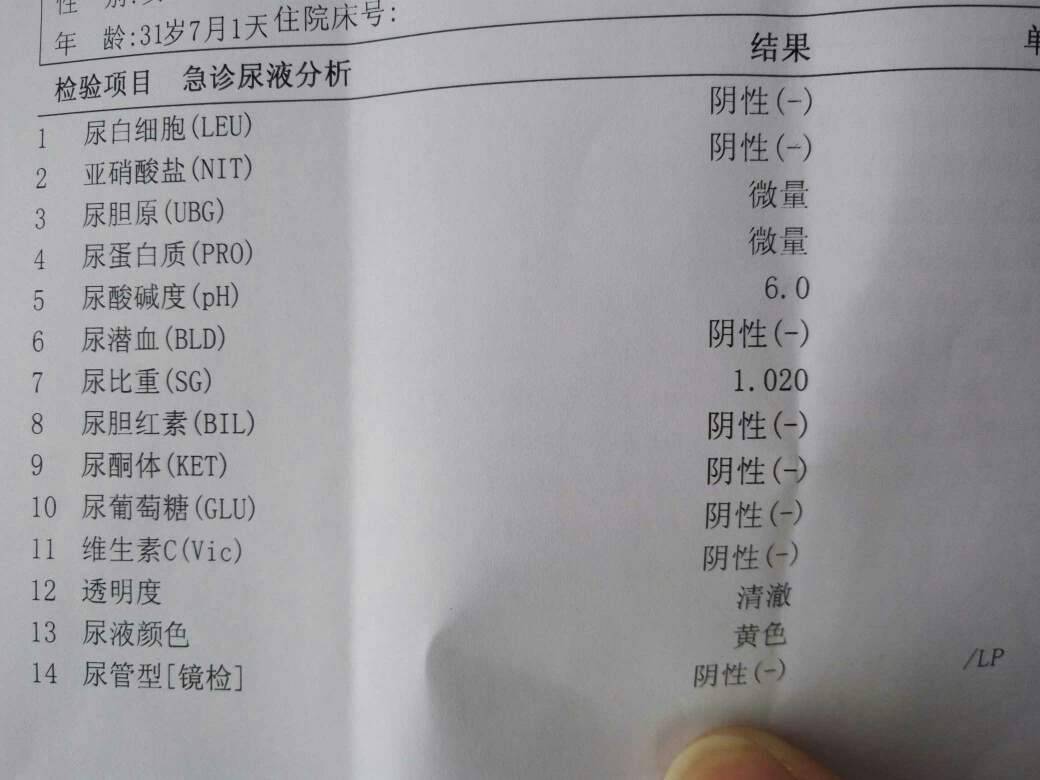 性 别:
年 龄:31岁7月1天 住院床号:
检验项目 急诊尿液分析 结果
1 尿白细胞(LEU) 阴性(-)
2 亚硝酸盐(NIT) 阴性(-)
3 尿胆原(UBG) 微量
4 尿蛋白质(PRO) 微量
5 尿酸碱度(pH) 6.0
6 尿潜血(BLD) 阴性(-)
7 尿比重(SG) 1.020
8 尿胆红素(BIL) 阴性(-)
9 尿酮体(KET) 阴性(-)
10 尿葡萄糖(GLU) 阴性(-)
11 维生素C(Vic) 阴性(-)
12 透明度 清澈
13 尿液颜色 黄色
14 尿管型[镜检] 阴性(-) /LP